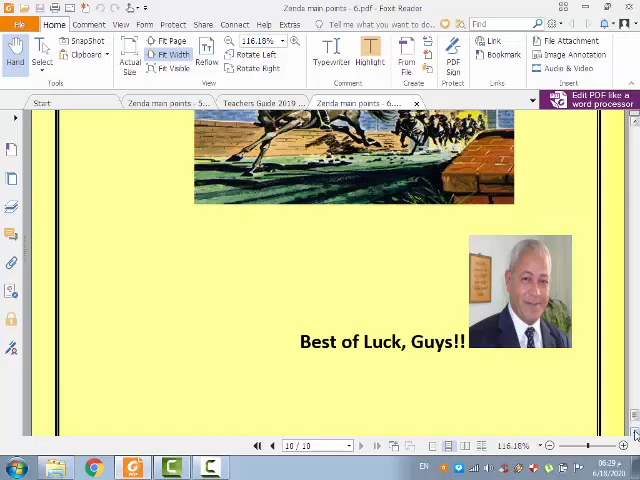 Zenda main points - 6.pdf - Foxit Reader
File Home Comment View Form Protect Share Connect Help Extras Tell me what you want to do... Find
Hand Select SnapShot Clipboard Actual Size Fit Page Fit Width Fit Visible Reflow 116.18% Rotate Left Rotate Right Typewriter Highlight From File PDF Sign Link Bookmark File Attachment Image Annotation Audio & Video
Tools View Comment Create Protect Links Insert
Start Zenda main points - 5... Teachers Guide 2019 ... Zenda main points - 6....
Edit PDF like a
word processor
Best of Luck, Guys!!
10 / 10 116.18%
EN
06:29 م
6/18/2020